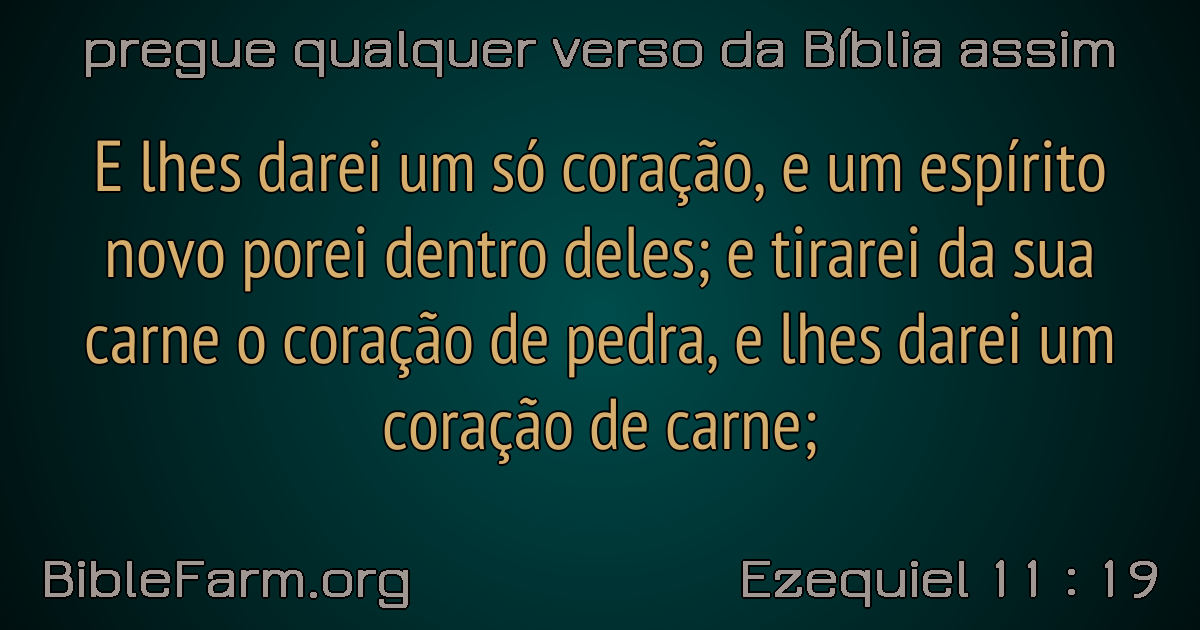 pregue qualquer verso da Bíblia assim
E lhes darei um só coração, e um espírito
novo porei dentro deles; e tirarei da sua
carne o coração de pedra, e lhes darei um
coração de carne;
BibleFarm.org
Ezequiel 11 : 19